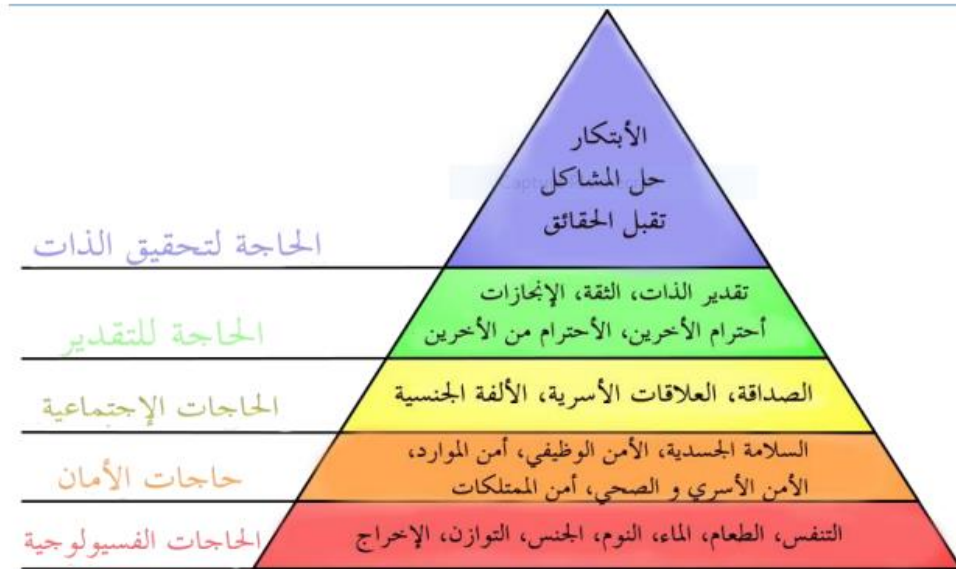 الأبتكار
حل المشاكل
تقبل الحقائق
الحاجة لتحقيق الذات
تقدير الذات، الثقة، الإنجازات
أحترام الأخرين، الأحترام من الأخرين
الحاجة للتقدير
الصداقة، العلاقات الأسرية، الألفة الجنسية
الحاجات الإجتماعية
السلامة الجسدية، الأمن الوظيفي، أمن الموارد،
الأمن الأسري و الصحي، أمن الممتلكات
حاجات الأمان
التنفس، الطعام، الماء، النوم، الجنس، التوازن، الإخراج
الحاجات الفسيولوجية